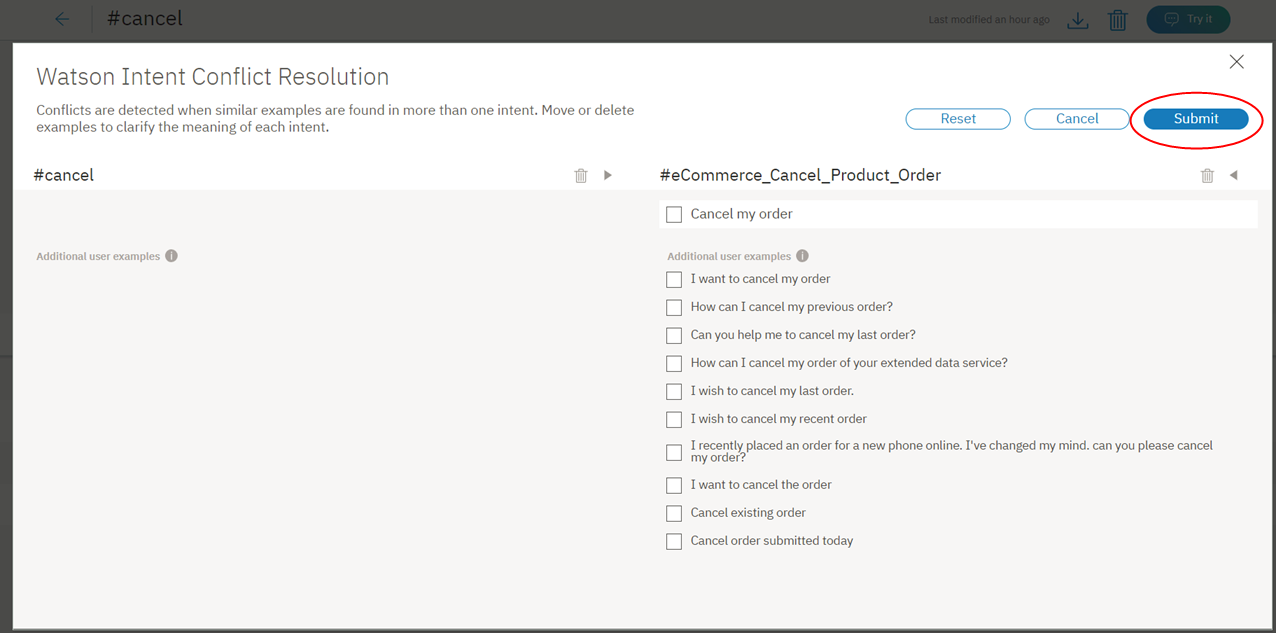 #cancel
Last modified an hour ago
Try it
Watson Intent Conflict Resolution
Conflicts are detected when similar examples are found in more than one intent. Move or delete
examples to clarify the meaning of each intent.
Reset
Cancel
Submit
#cancel
#eCommerce_Cancel_Product_Order
Cancel my order
Additional user examples
Additional user examples
I want to cancel my order
How can I cancel my previous order?
Can you help me to cancel my last order?
How can I cancel my order of your extended data service?
I wish to cancel my last order.
I wish to cancel my recent order
I recently placed an order for a new phone online. I've changed my mind. can you please cancel
my order?
I want to cancel the order
Cancel existing order
Cancel order submitted today